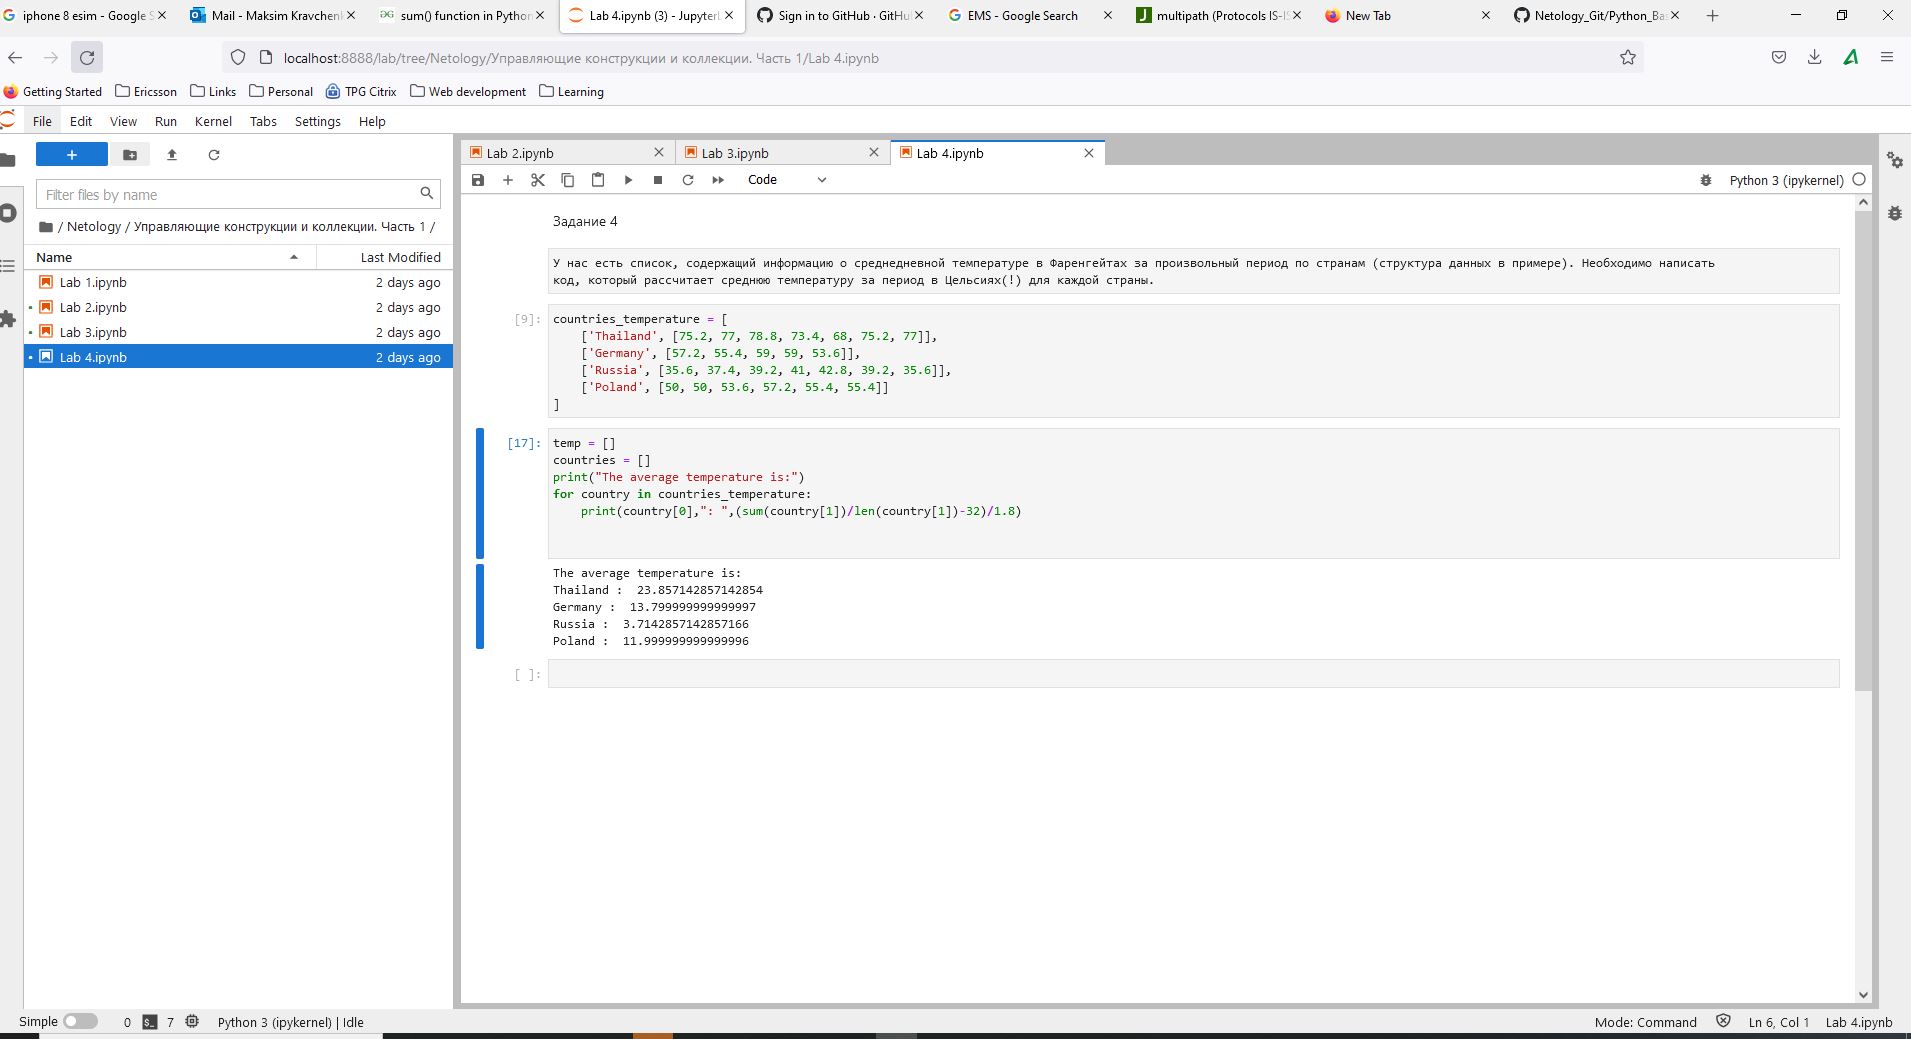 iphone 8 esim - Google S
Mail - Maksim Kravchenk
sum() function in Python
Lab 4.ipynb (3) - JupyterL
Sign in to GitHub · GitHu
EMS - Google Search
multipath (Protocols IS-IS
New Tab
Netology_Git/Python_Bas
localhost:8888/lab/tree/Netology/Управляющие конструкции и коллекции. Часть 1/Lab 4.ipynb
Getting Started
Ericsson
Links
Personal
TPG Citrix
Web development
Learning
File Edit View Run Kernel Tabs Settings Help
Filter files by name
/ Netology / Управляющие конструкции и коллекции. Часть 1 /
Name Last Modified
Lab 1.ipynb 2 days ago
Lab 2.ipynb 2 days ago
Lab 3.ipynb 2 days ago
Lab 4.ipynb 2 days ago
Lab 2.ipynb
Lab 3.ipynb
Lab 4.ipynb
Code
Python 3 (ipykernel)
Задание 4
У нас есть список, содержащий информацию о среднедневной температуре в Фаренгейтах за произвольный период по странам (структура данных в примере). Необходимо написать
код, который рассчитает среднюю температуру за период в Цельсиях(!) для каждой страны.
[9]: countries_temperature = [
['Thailand', [75.2, 77, 78.8, 73.4, 68, 75.2, 77]],
['Germany', [57.2, 55.4, 59, 59, 53.6]],
['Russia', [35.6, 37.4, 39.2, 41, 42.8, 39.2, 35.6]],
['Poland', [50, 50, 53.6, 57.2, 55.4, 55.4]]
]
[17]: temp = []
countries = []
print("The average temperature is:")
for country in countries_temperature:
print(country[0],": ",(sum(country[1])/len(country[1])-32)/1.8)
The average temperature is:
Thailand :  23.857142857142854
Germany :  13.799999999999997
Russia :  3.7142857142857166
Poland :  11.999999999999996
[ ]:
Simple 0 7 Python 3 (ipykernel) | Idle
Mode: Command Ln 6, Col 1 Lab 4.ipynb